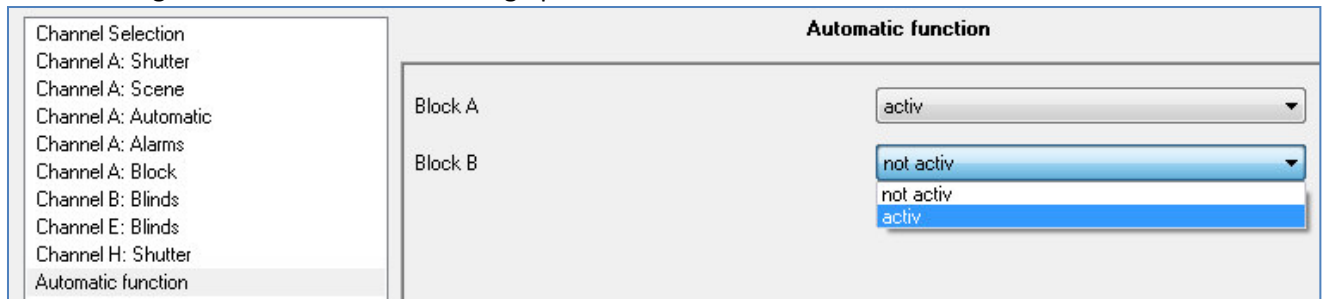 Channel Selection
Channel A: Shutter
Channel A: Scene
Channel A: Automatic
Channel A: Alarms
Channel A: Block
Channel B: Blinds
Channel E: Blinds
Channel H: Shutter
Automatic function
Automatic function
Block A activ
Block B not activ
not activ
activ